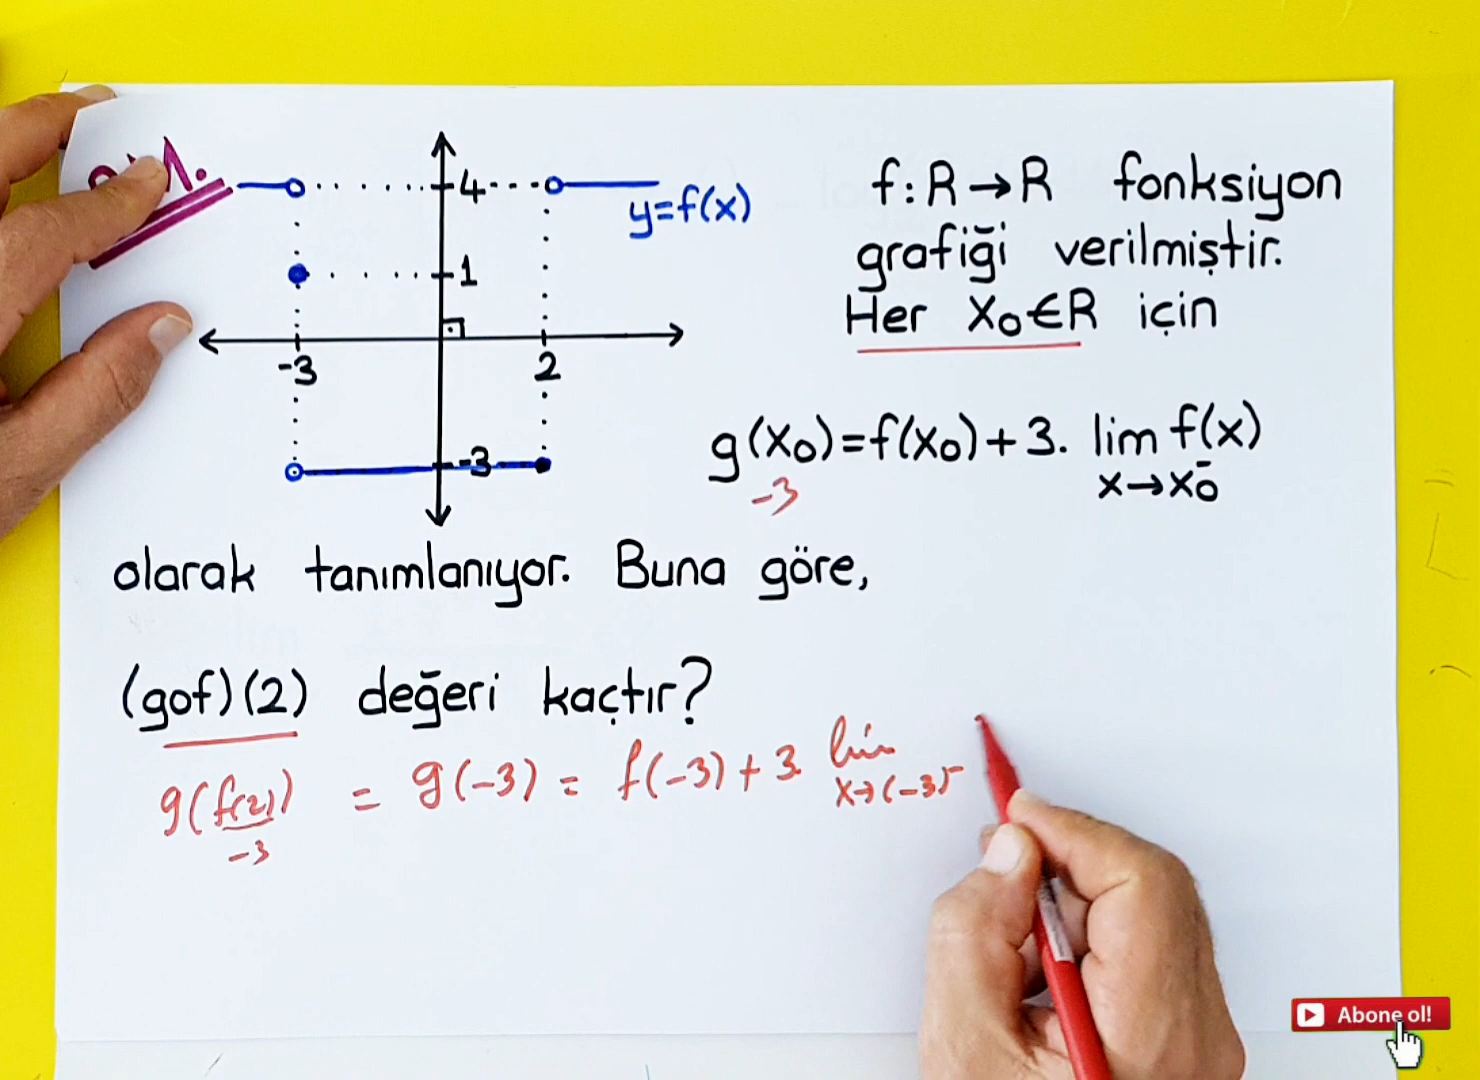 4
y=f(x)
1
-3
2
-3
f:R→R fonksiyon
grafiği verilmiştir.
Her x₀∈R için
g(x₀)=f(x₀)+3. lim f(x)
x→x₀⁻
-3
olarak tanımlanıyor. Buna göre,
(gof)(2) değeri kaçtır?
g(f(2)) = g(-3) = f(-3)+3. lim
x→(-3)⁻
-3
Abone ol!